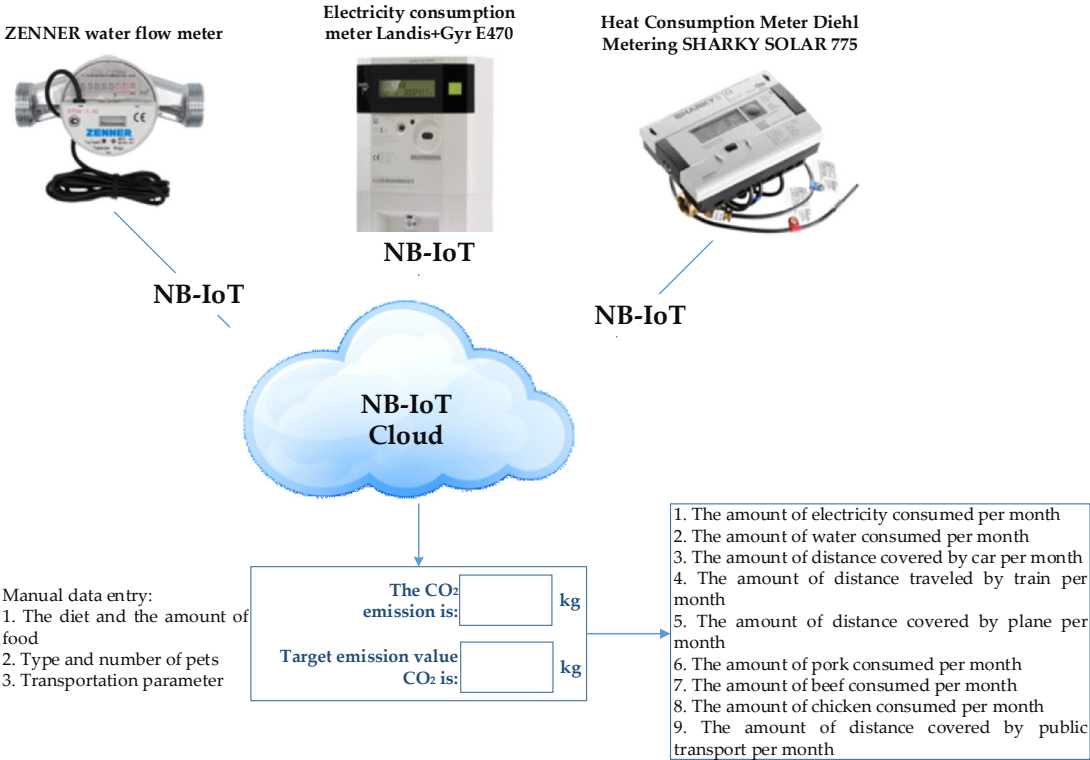 ZENNER water flow meter
Electricity consumption
meter Landis+Gyr E470
Heat Consumption Meter Diehl
Metering SHARKY SOLAR 775
ZENNER
CE
SHARKY
NB-IoT
NB-IoT
NB-IoT
NB-IoT
Cloud
Manual data entry:
1. The diet and the amount of
food
2. Type and number of pets
3. Transportation parameter
The CO₂
emission is:
kg
Target emission value
CO₂ is:
kg
1. The amount of electricity consumed per month
2. The amount of water consumed per month
3. The amount of distance covered by car per month
4. The amount of distance traveled by train per
month
5. The amount of distance covered by plane per
month
6. The amount of pork consumed per month
7. The amount of beef consumed per month
8. The amount of chicken consumed per month
9. The amount of distance covered by public
transport per month